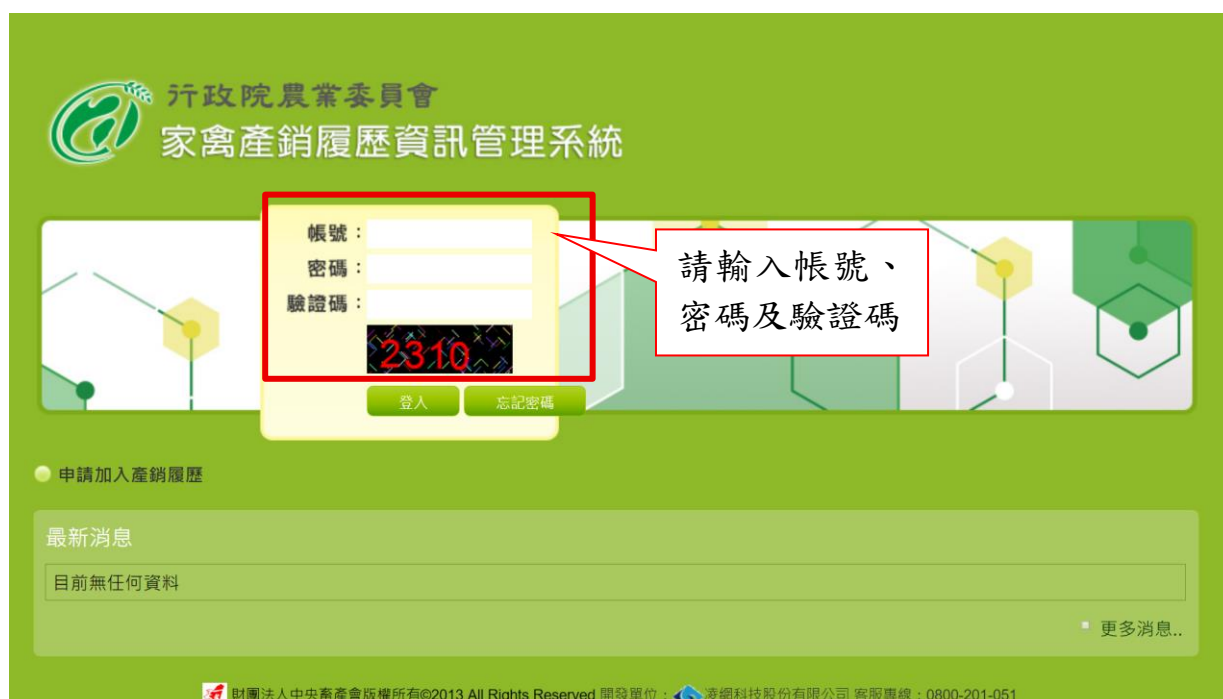 行政院農業委員會
家禽產銷履歷資訊管理系統
帳號：
密碼：
驗證碼：
2310
登入 忘記密碼
請輸入帳號、
密碼及驗證碼
申請加入產銷履歷
最新消息
目前無任何資料
更多消息..
財團法人中央畜產會版權所有©2013 All Rights Reserved 開發單位：凌網科技股份有限公司 客服專線：0800-201-051